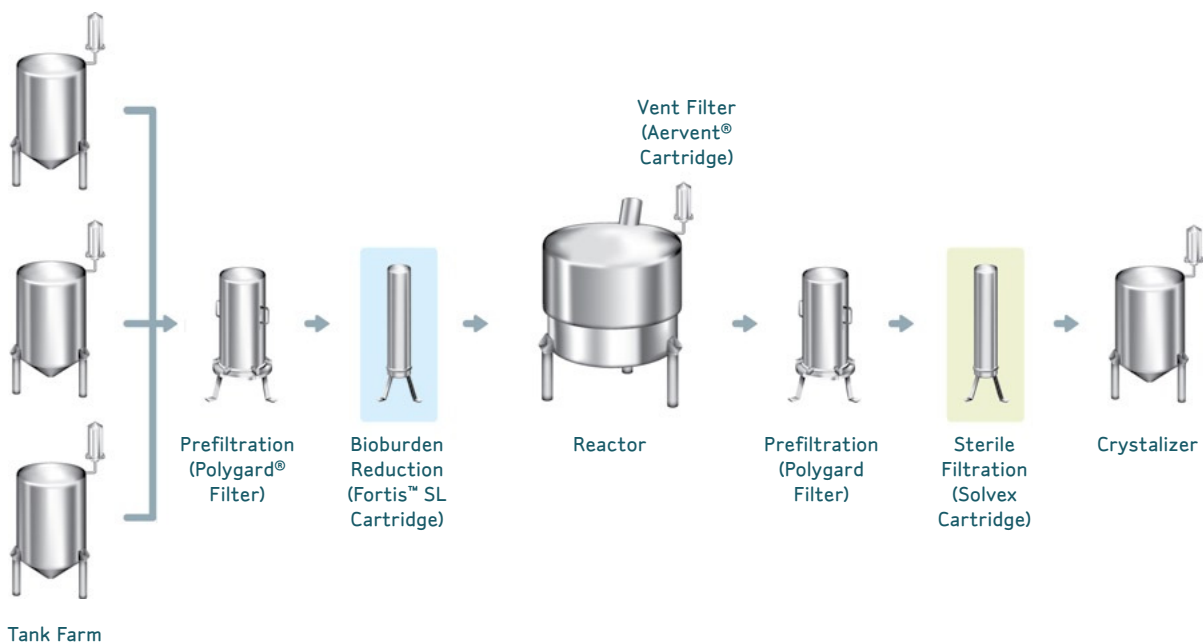 Vent Filter
(Aervent®
Cartridge)
Prefiltration
(Polygard®
Filter)
Bioburden
Reduction
(Fortis™ SL
Cartridge)
Reactor
Prefiltration
(Polygard
Filter)
Sterile
Filtration
(Solvex
Cartridge)
Crystalizer
Tank Farm